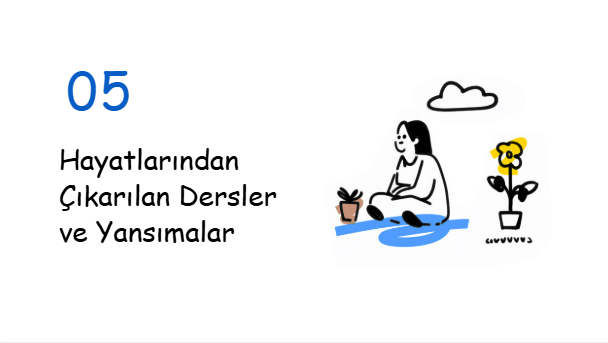 05
Hayatlarından
Çıkarılan Dersler
ve Yansımalar